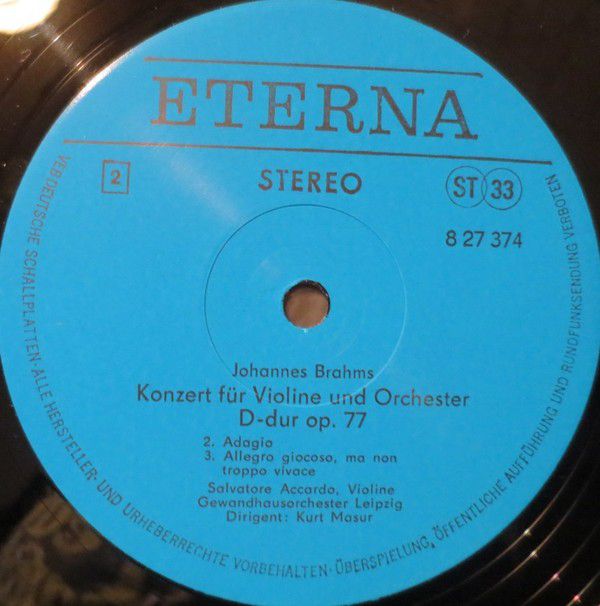 ETERNA
2
STEREO
ST 33
8 27 374
Johannes Brahms
Konzert für Violine und Orchester
D-dur op. 77
2. Adagio
3. Allegro giocoso, ma non
troppo vivace
Salvatore Accardo, Violine
Gewandhausorchester Leipzig
Dirigent: Kurt Masur
VEB DEUTSCHE SCHALLPLATTEN·ALLE HERSTELLER- UND URHEBERRECHTE VORBEHALTEN·ÜBERSPIELUNG, ÖFFENTLICHE AUFFÜHRUNG UND RUNDFUNKSENDUNG VERBOTEN